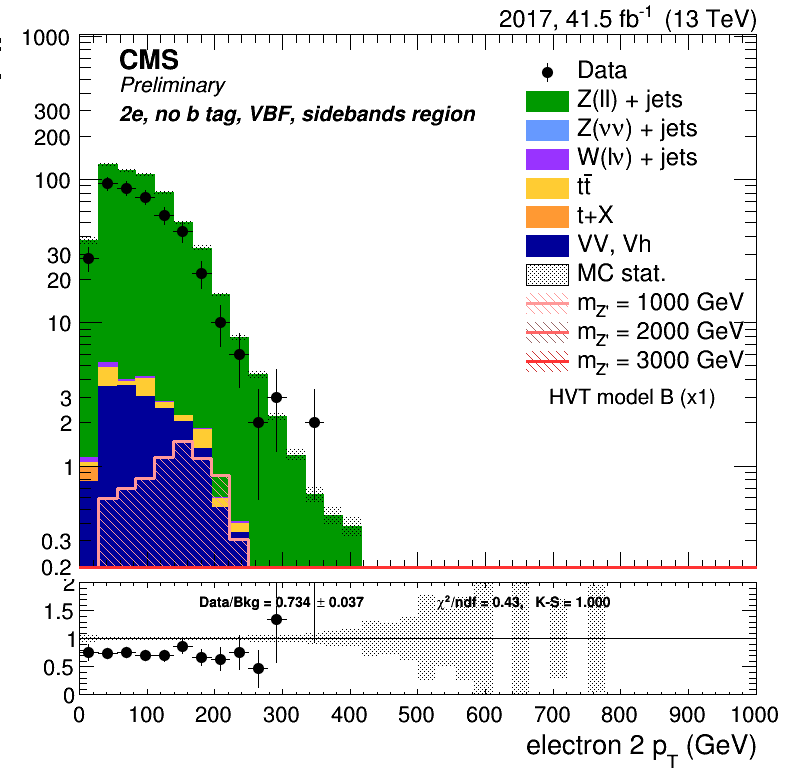 2017, 41.5 fb⁻¹ (13 TeV)
CMS
Preliminary
2e, no b tag, VBF, sidebands region
Data
Z(ll) + jets
Z(νν) + jets
W(lν) + jets
tt̄
t+X
VV, Vh
MC stat.
m_Z' = 1000 GeV
m_Z' = 2000 GeV
m_Z' = 3000 GeV
HVT model B (x1)
1000
300
200
100
30
20
10
3
2
1
0.3
0.2
Data/Bkg = 0.734 ± 0.037
χ²/ndf = 0.43, K-S = 1.000
2
1.5
1
0.5
0
0 100 200 300 400 500 600 700 800 900 1000
electron 2 p_T (GeV)